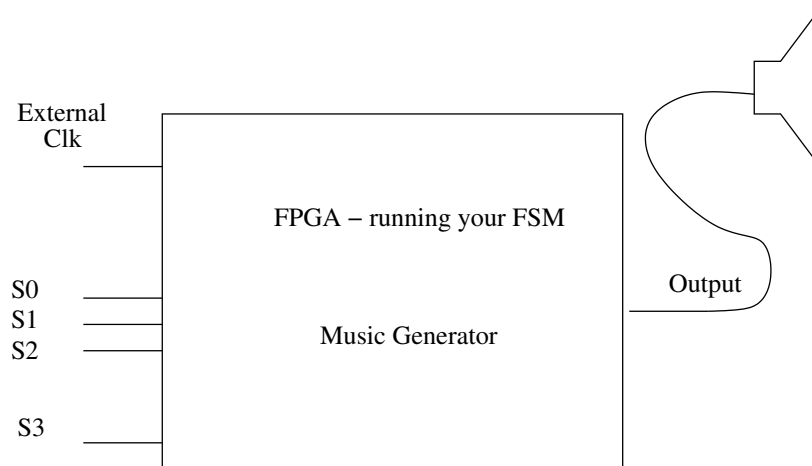 External
Clk
FPGA − running your FSM
S0
Output
S1
Music Generator
S2
S3